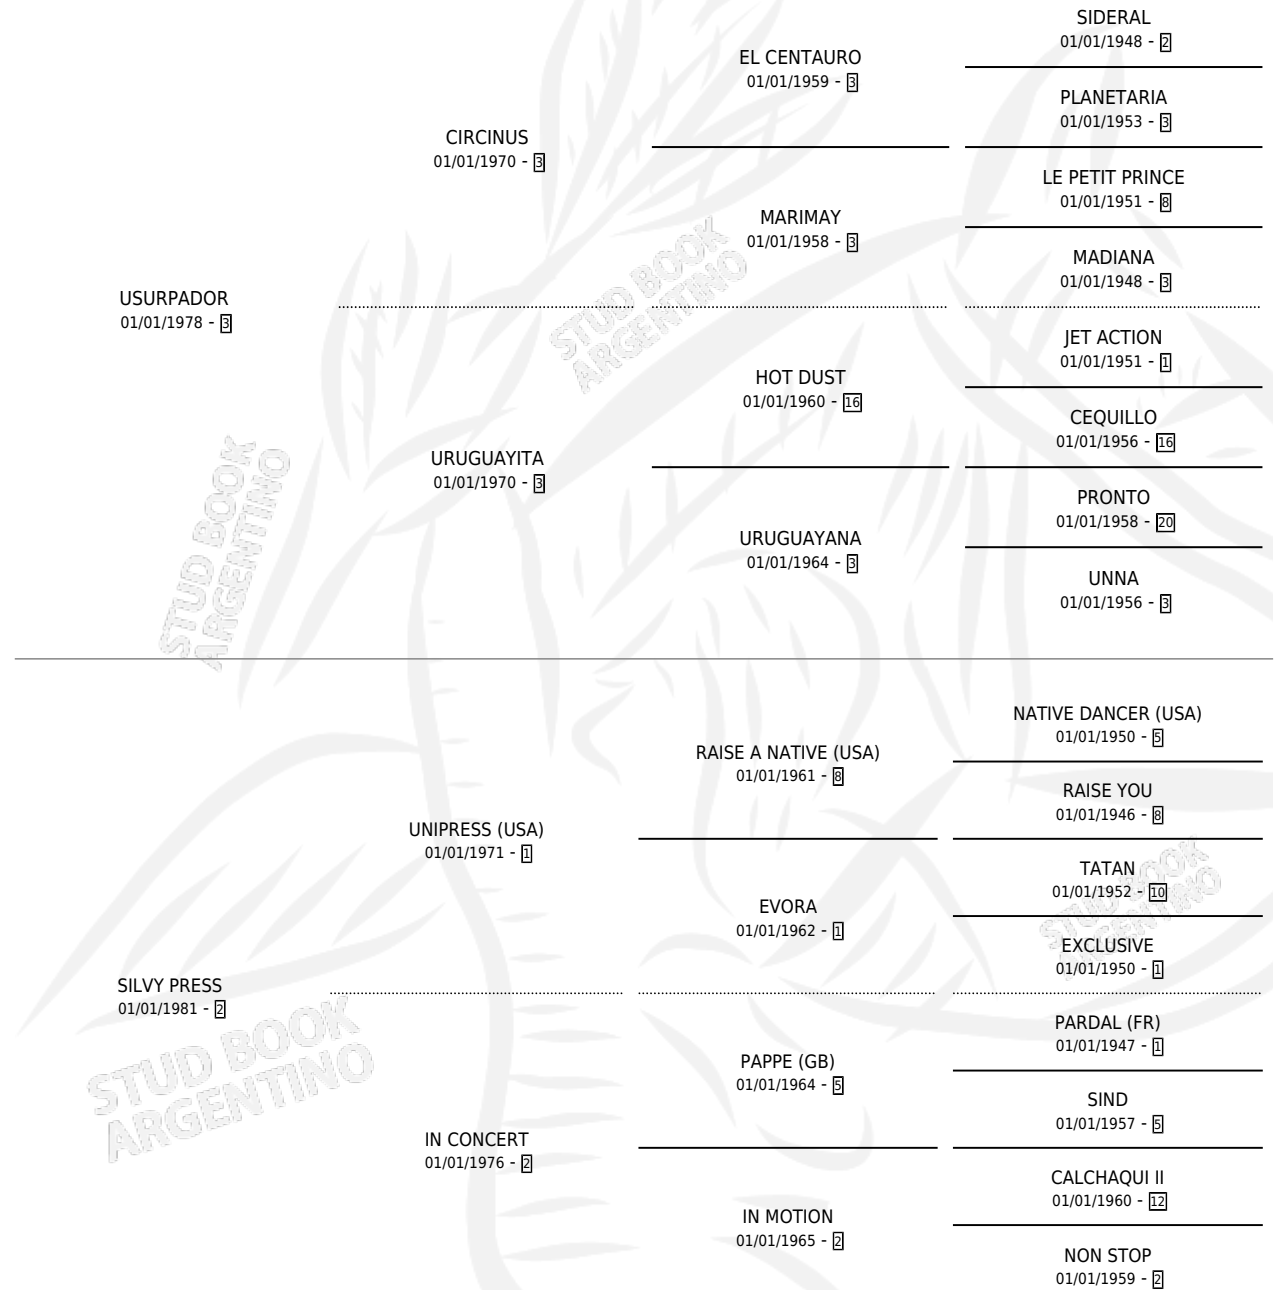 SIDERAL
01/01/1948 - 2
EL CENTAURO
01/01/1959 - 3
PLANETARIA
01/01/1953 - 3
CIRCINUS
01/01/1970 - 3
LE PETIT PRINCE
01/01/1951 - 8
MARIMAY
01/01/1958 - 3
MADIANA
01/01/1948 - 3
USURPADOR
01/01/1978 - 3
JET ACTION
01/01/1951 - 1
HOT DUST
01/01/1960 - 16
CEQUILLO
01/01/1956 - 16
URUGUAYITA
01/01/1970 - 3
PRONTO
01/01/1958 - 20
URUGUAYANA
01/01/1964 - 3
UNNA
01/01/1956 - 3
STUD BOOK
ARGENTINO
STUD BOOK
ARGENTINO
NATIVE DANCER (USA)
01/01/1950 - 5
RAISE A NATIVE (USA)
01/01/1961 - 8
RAISE YOU
01/01/1946 - 8
UNIPRESS (USA)
01/01/1971 - 1
TATAN
01/01/1952 - 10
EVORA
01/01/1962 - 1
EXCLUSIVE
01/01/1950 - 1
SILVY PRESS
01/01/1981 - 2
PARDAL (FR)
01/01/1947 - 1
PAPPE (GB)
01/01/1964 - 5
SIND
01/01/1957 - 5
IN CONCERT
01/01/1976 - 2
CALCHAQUI II
01/01/1960 - 12
IN MOTION
01/01/1965 - 2
NON STOP
01/01/1959 - 2
STUD BOOK
ARGENTINO
STUD BOOK
ARGENTINO